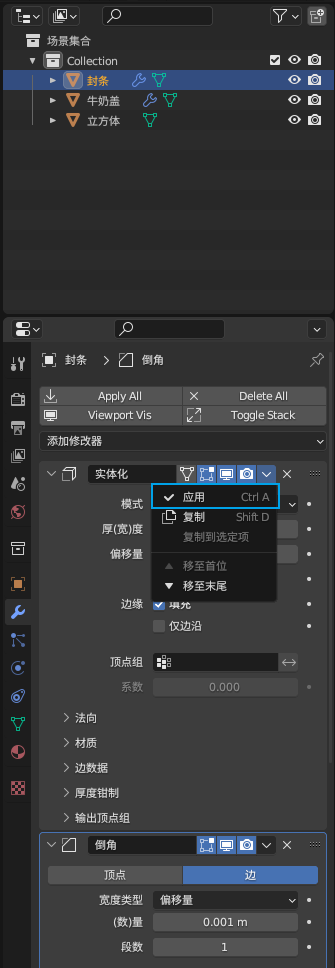 场景集合
Collection
封条
牛奶盖
立方体
封条 > 倒角
Apply All
Delete All
Viewport Vis
Toggle Stack
添加修改器
实体化
应用 Ctrl A
模式
复制 Shift D
厚(宽)度
复制到选定项
偏移量
移至首位
移至末尾
边缘 填充
仅边沿
顶点组
系数 0.000
法向
材质
边数据
厚度钳制
输出顶点组
倒角
顶点 边
宽度类型 偏移量
(数)量 0.001 m
段数 1